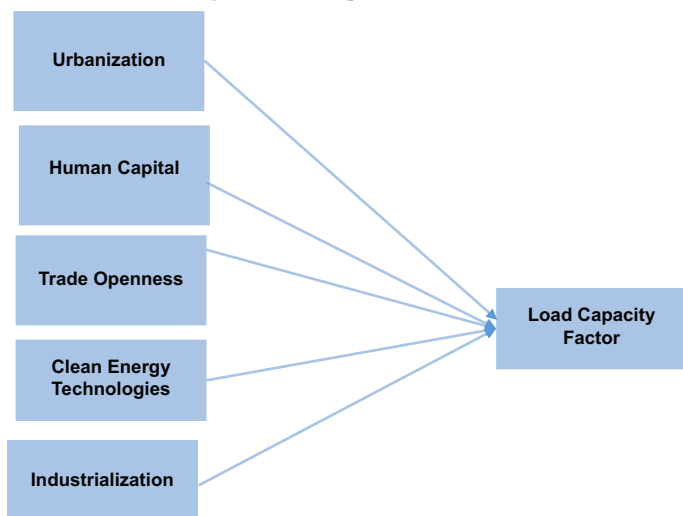 Urbanization
Human Capital
Trade Openness
Clean Energy
Technologies
Industrialization
Load Capacity
Factor